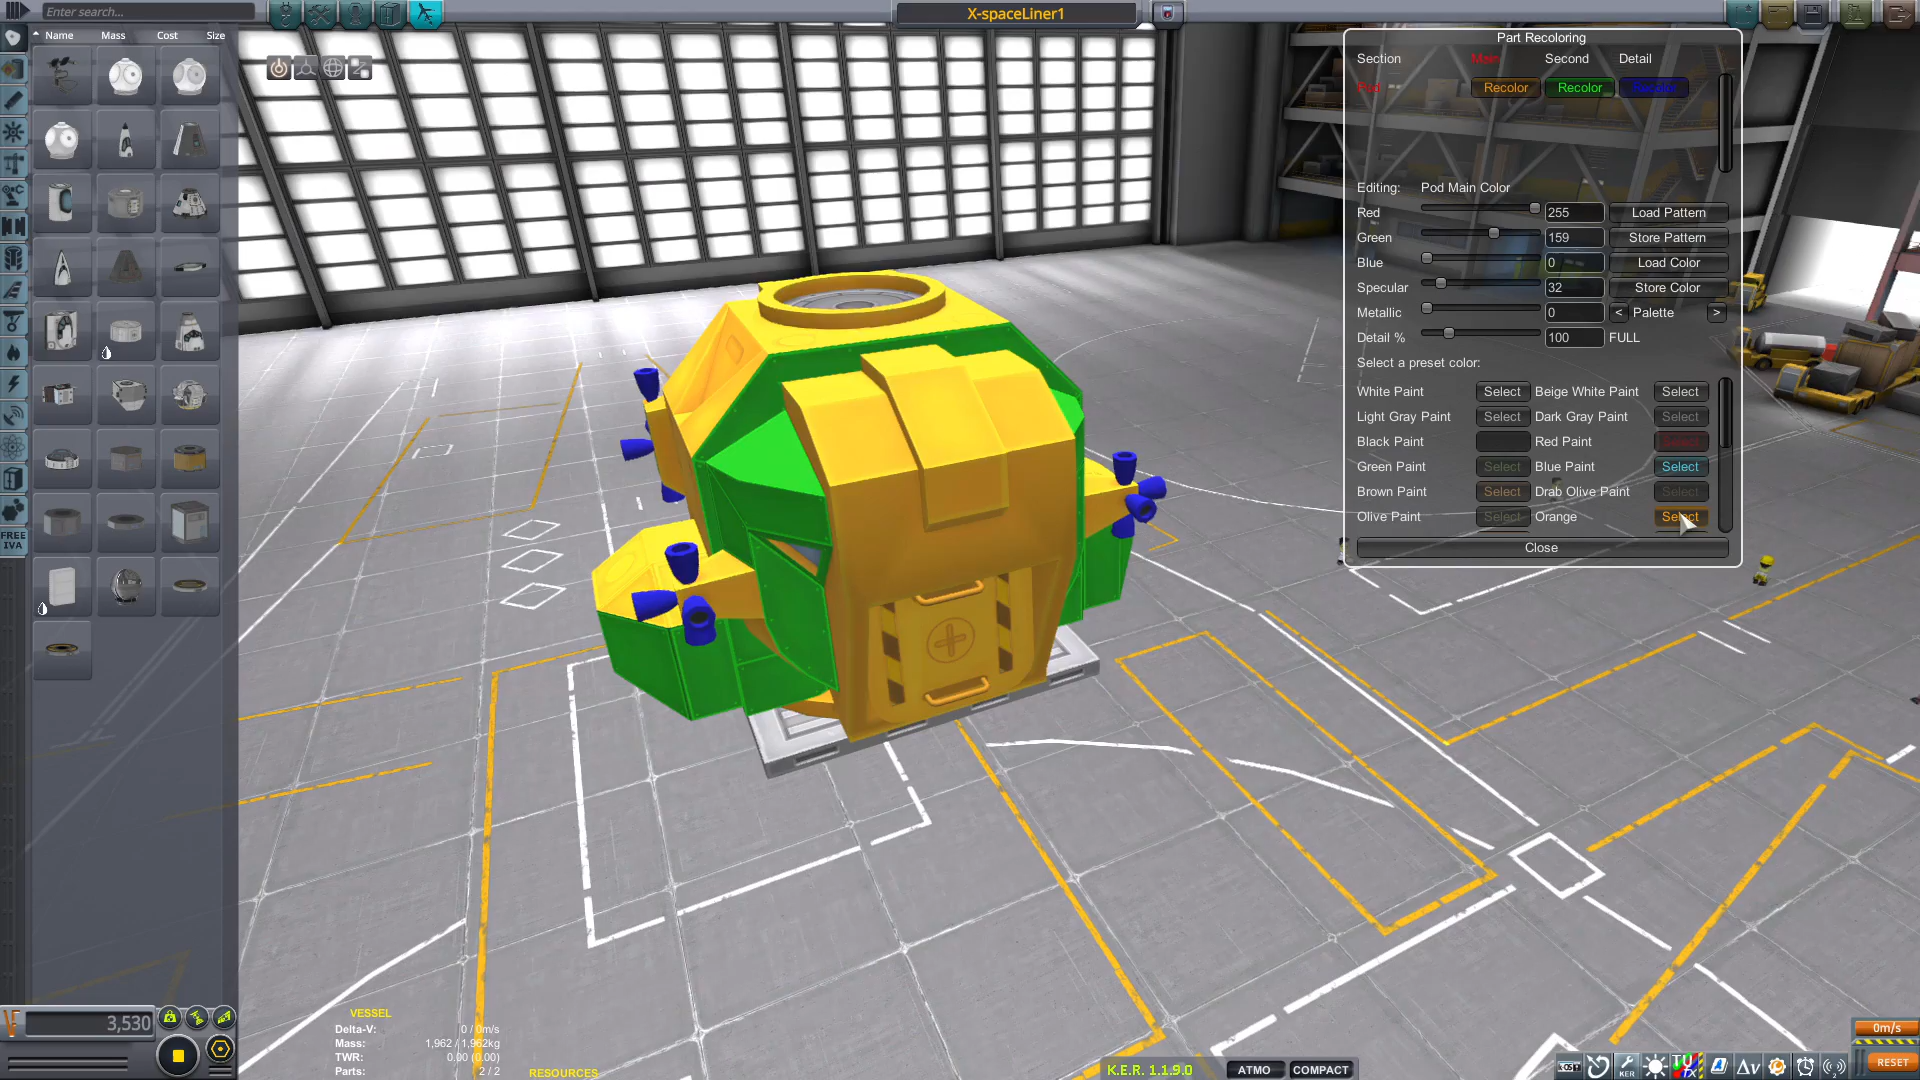 Enter search...
X-spaceLiner1
Name Mass Cost Size
FREE
IVA
3,530
Part Recoloring
Section Main Second Detail
Pod Recolor Recolor Recolor
Editing: Pod Main Color
Red 255 Load Pattern
Green 159 Store Pattern
Blue 0 Load Color
Specular 32 Store Color
Metallic 0 < Palette >
Detail % 100 FULL
Select a preset color:
White Paint Select Beige White Paint Select
Light Gray Paint Select Dark Gray Paint Select
Black Paint Red Paint Select
Green Paint Select Blue Paint Select
Brown Paint Select Drab Olive Paint Select
Olive Paint Select Orange Select
Close
VESSEL
Delta-V: 0 / 0m/s
Mass: 1,962 / 1,962kg
TWR: 0.00 (0.00)
Parts: 2 / 2
RESOURCES
K.E.R. 1.1.9.0 ATMO COMPACT
KER
Δv
0m/s
RESET